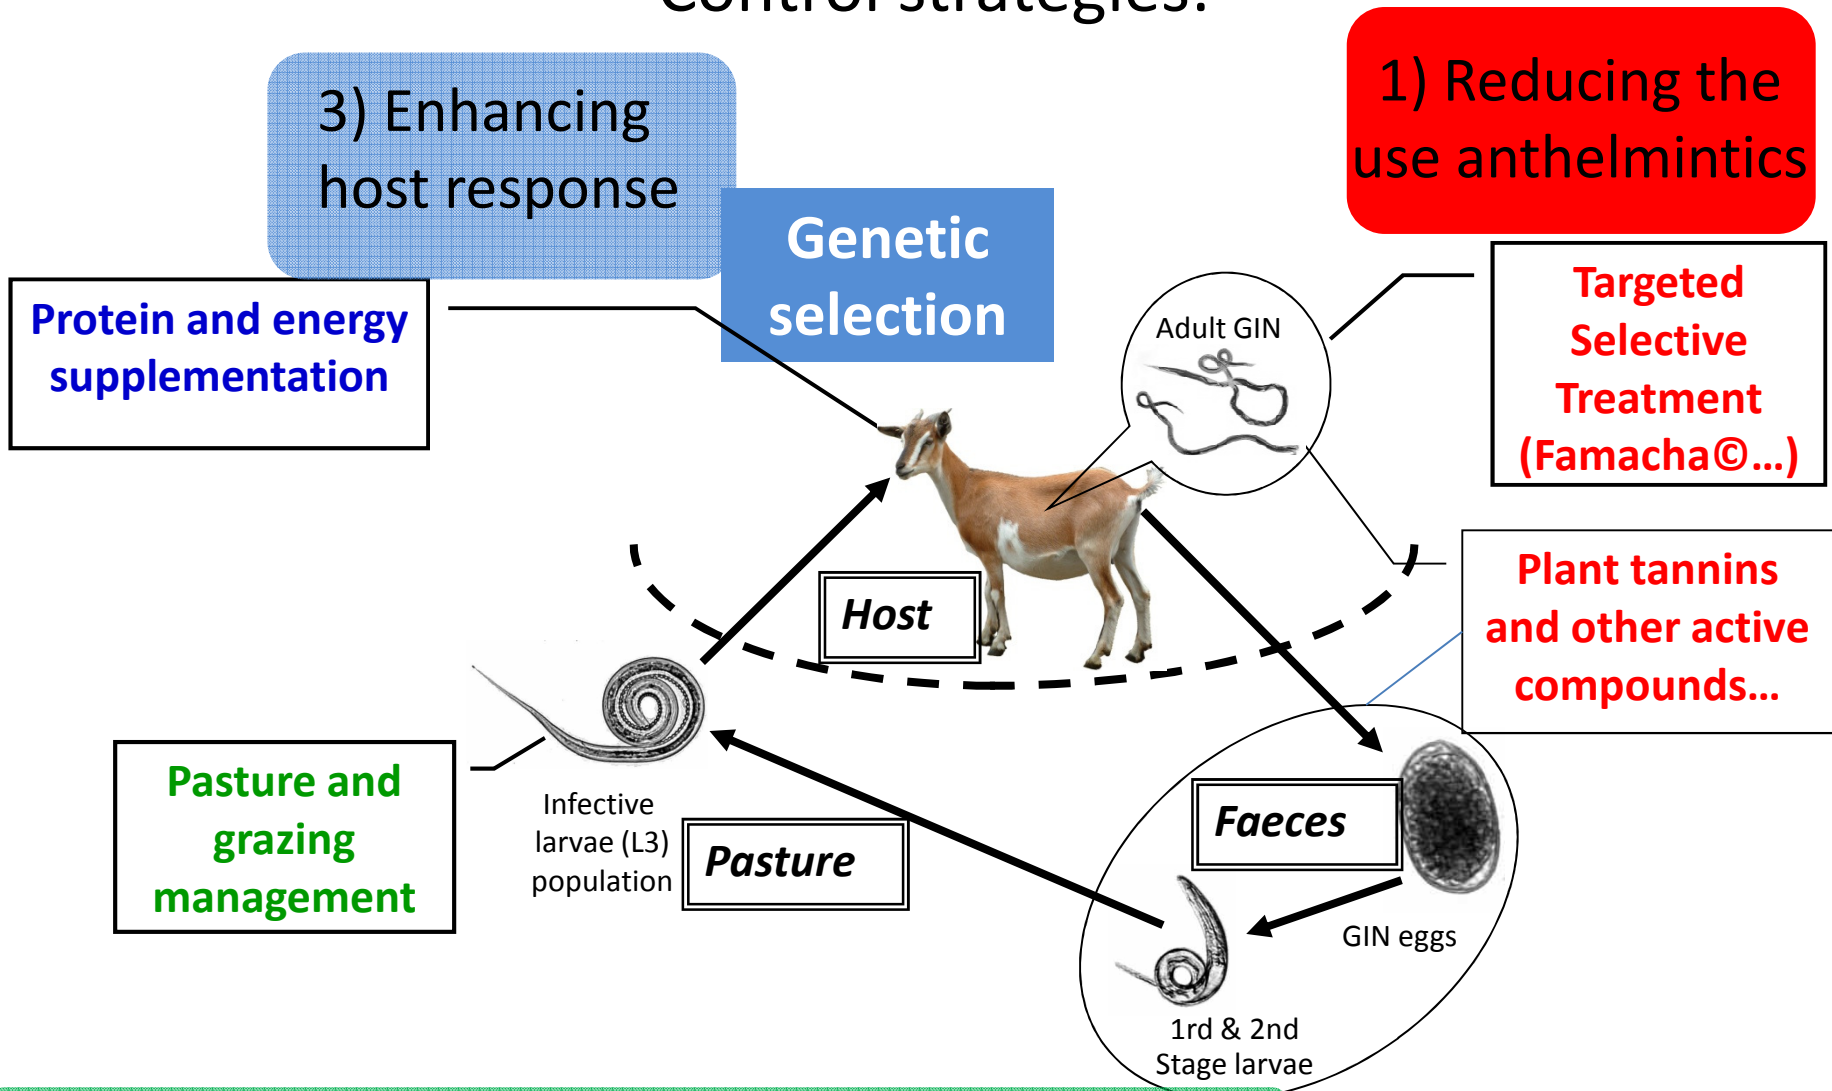 Control strategies:
3) Enhancing
host response
1) Reducing the
use anthelmintics
Genetic
selection
Protein and energy
supplementation
Adult GIN
Targeted
Selective
Treatment
(Famacha©...)
Host
Plant tannins
and other active
compounds...
Pasture and
grazing
management
Infective
larvae (L3)
population
Pasture
Faeces
GIN eggs
1rd & 2nd
Stage larvae